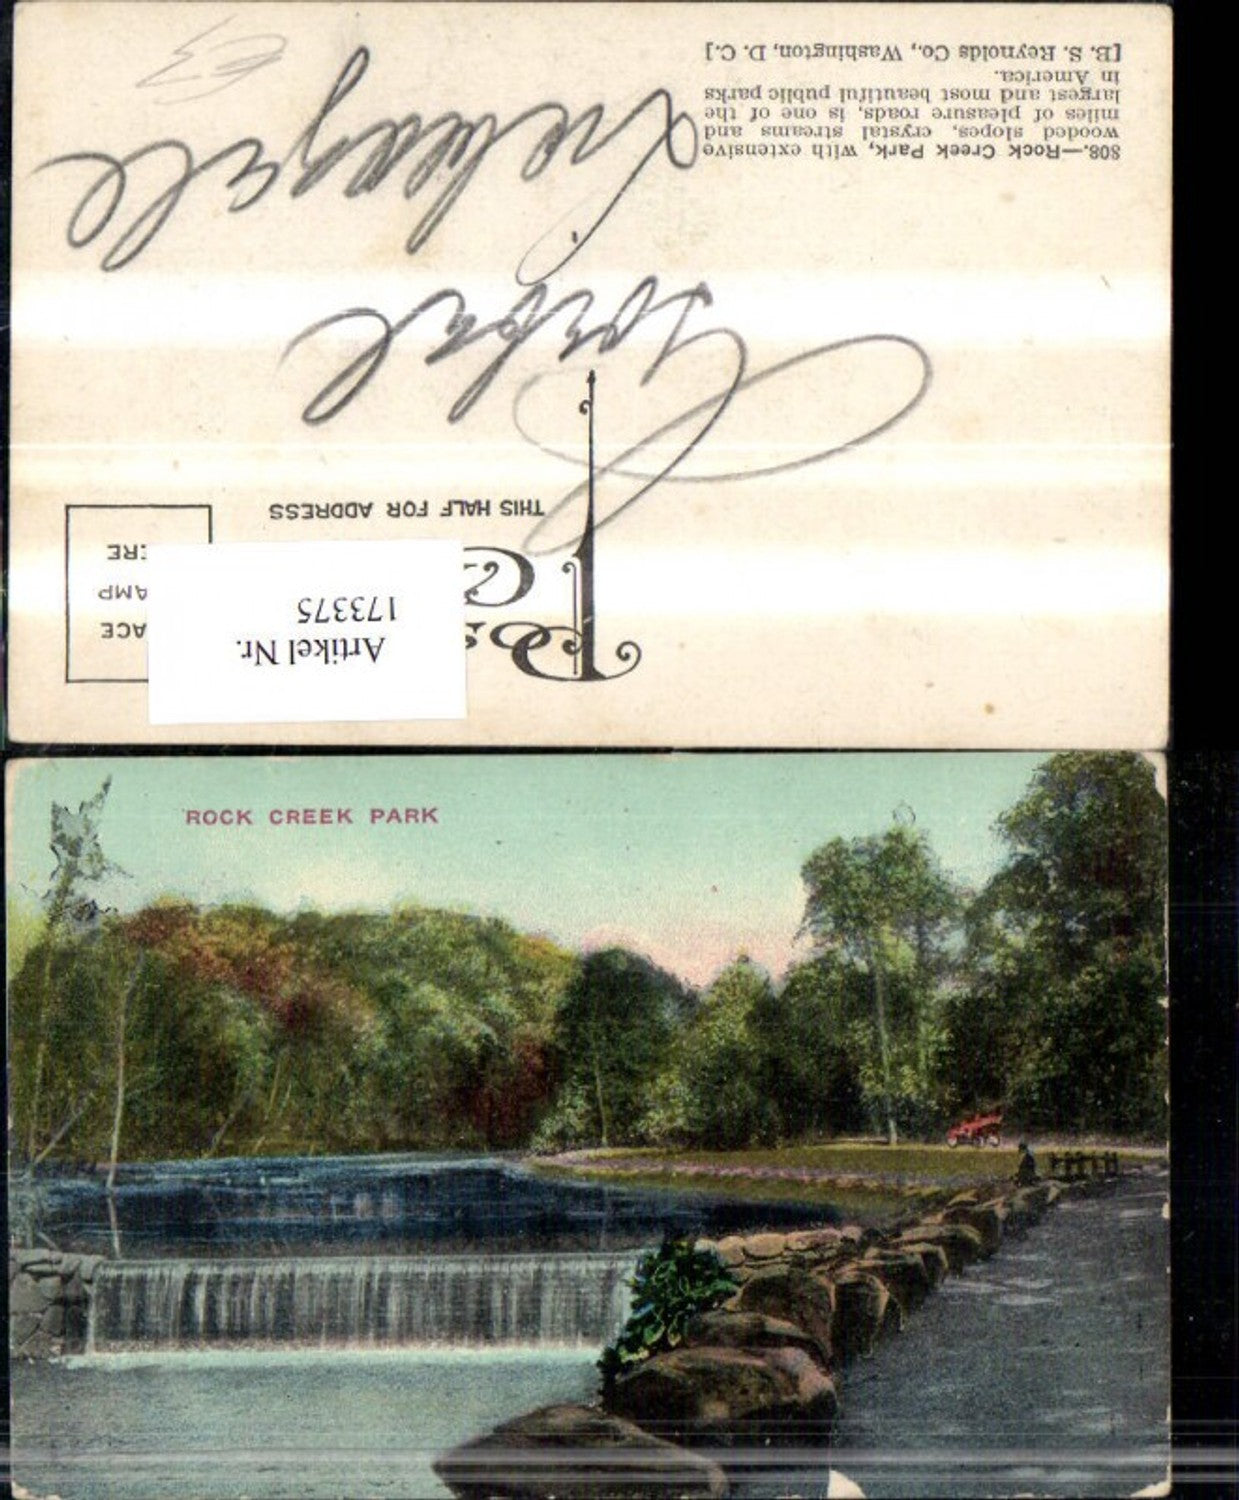 808.—Rock Creek Park, with extensive
wooded slopes, crystal streams and
miles of pleasure roads, is one of the
largest and most beautiful public parks
in America.
[B. S. Reynolds Co., Washington, D. C.]
THIS HALF FOR ADDRESS
Artikel Nr.
173375
ROCK CREEK PARK